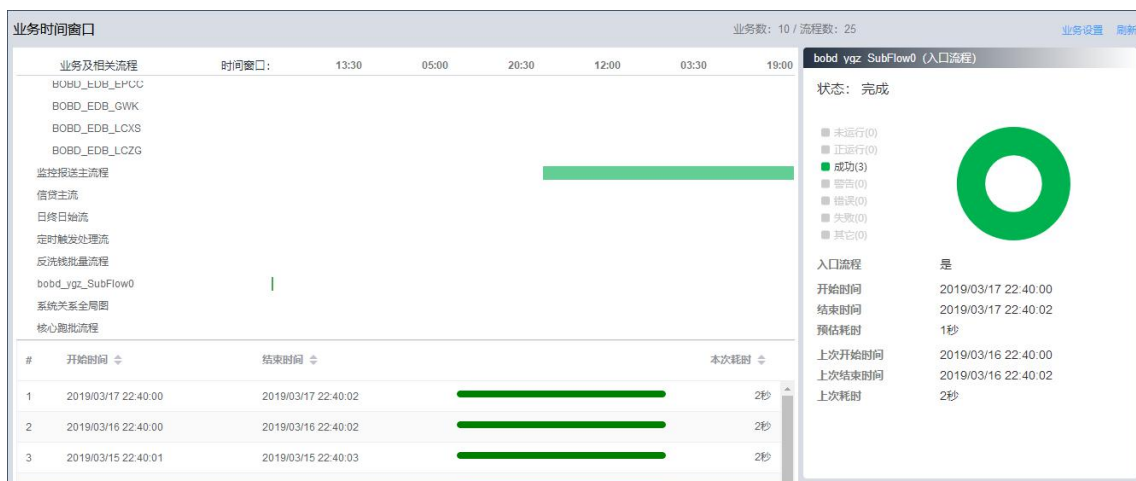 业务时间窗口
业务数: 10 / 流程数: 25
业务设置 刷新
业务及相关流程 时间窗口: 13:30 05:00 20:30 12:00 03:30 19:00
BOBD_EDB_EPCC
BOBD_EDB_GWK
BOBD_EDB_LCXS
BOBD_EDB_LCZG
监控报送主流程
信贷主流
日终日始流
定时触发处理流
反洗钱批量流程
bobd_ygz_SubFlow0
系统关系全局图
核心跑批流程
# 开始时间 结束时间 本次耗时
1 2019/03/17 22:40:00 2019/03/17 22:40:02 2秒
2 2019/03/16 22:40:00 2019/03/16 22:40:02 2秒
3 2019/03/15 22:40:01 2019/03/15 22:40:03 2秒
bobd_ygz_SubFlow0 (入口流程)
状态: 完成
未运行(0)
正运行(0)
成功(3)
警告(0)
错误(0)
失败(0)
其它(0)
入口流程 是
开始时间 2019/03/17 22:40:00
结束时间 2019/03/17 22:40:02
预估耗时 1秒
上次开始时间 2019/03/16 22:40:00
上次结束时间 2019/03/16 22:40:02
上次耗时 2秒